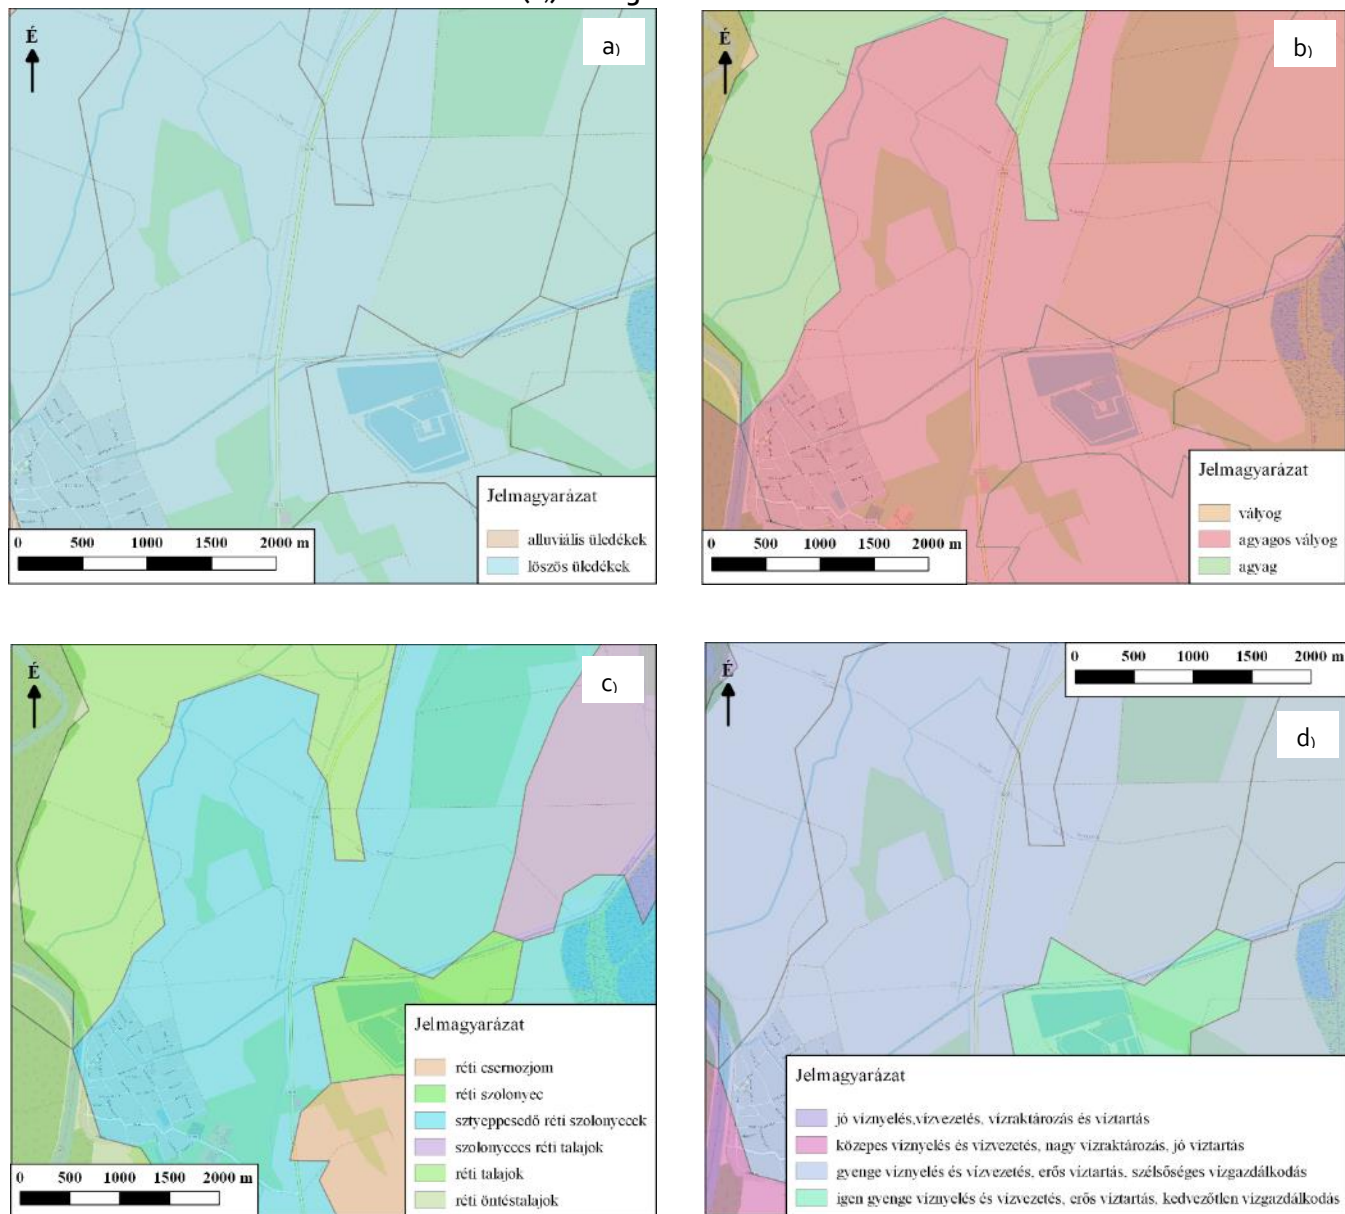 É
a)
Jelmagyarázat
alluviális üledékek
löszös üledékek
0 500 1000 1500 2000 m
É
b)
Jelmagyarázat
vályog
agyagos vályog
agyag
0 500 1000 1500 2000 m
É
c)
Jelmagyarázat
réti csernozjom
réti szolonyec
sztyeppesedő réti szolonyecek
szolonyeces réti talajok
réti talajok
réti öntéstalajok
0 500 1000 1500 2000 m
É
0 500 1000 1500 2000 m
d)
Jelmagyarázat
jó víznyelés,vízvezetés, vízraktározás és víztartás
közepes víznyelés és vízvezetés, nagy vízraktározás, jó víztartás
gyenge víznyelés és vízvezetés, erős víztartás, szélsőséges vízgazdálkodás
igen gyenge víznyelés és vízvezetés, erős víztartás, kedvezőtlen vízgazdálkodás